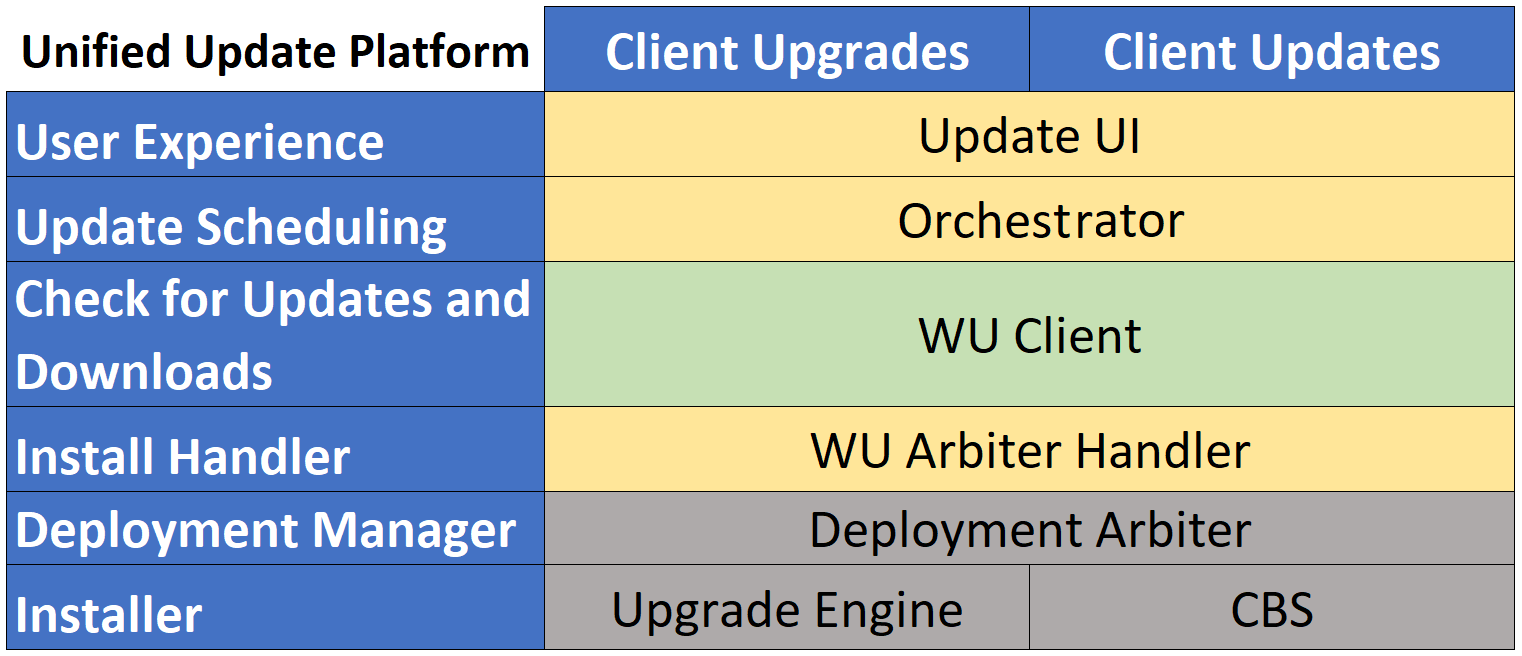 Unified Update Platform Client Upgrades Client Updates
User Experience Update UI
Update Scheduling Orchestrator
Check for Updates and
Downloads WU Client
Install Handler WU Arbiter Handler
Deployment Manager Deployment Arbiter
Installer Upgrade Engine CBS